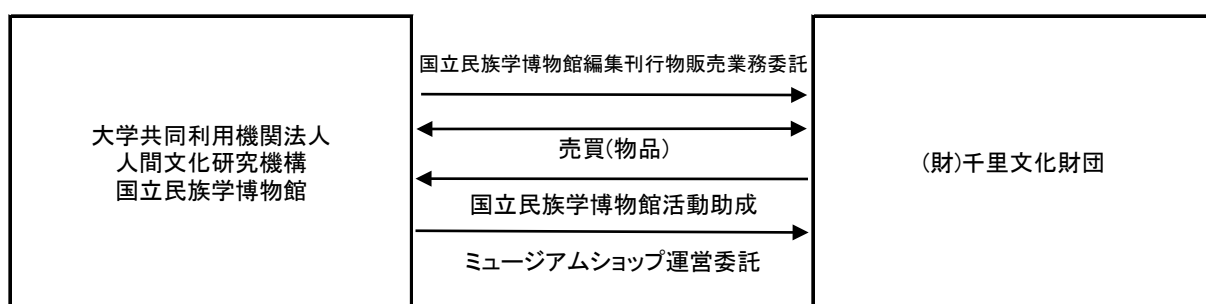 大学共同利用機関法人
人間文化研究機構
国立民族学博物館
国立民族学博物館編集刊行物販売業務委託
売買(物品)
国立民族学博物館活動助成
ミュージアムショップ運営委託
(財)千里文化財団